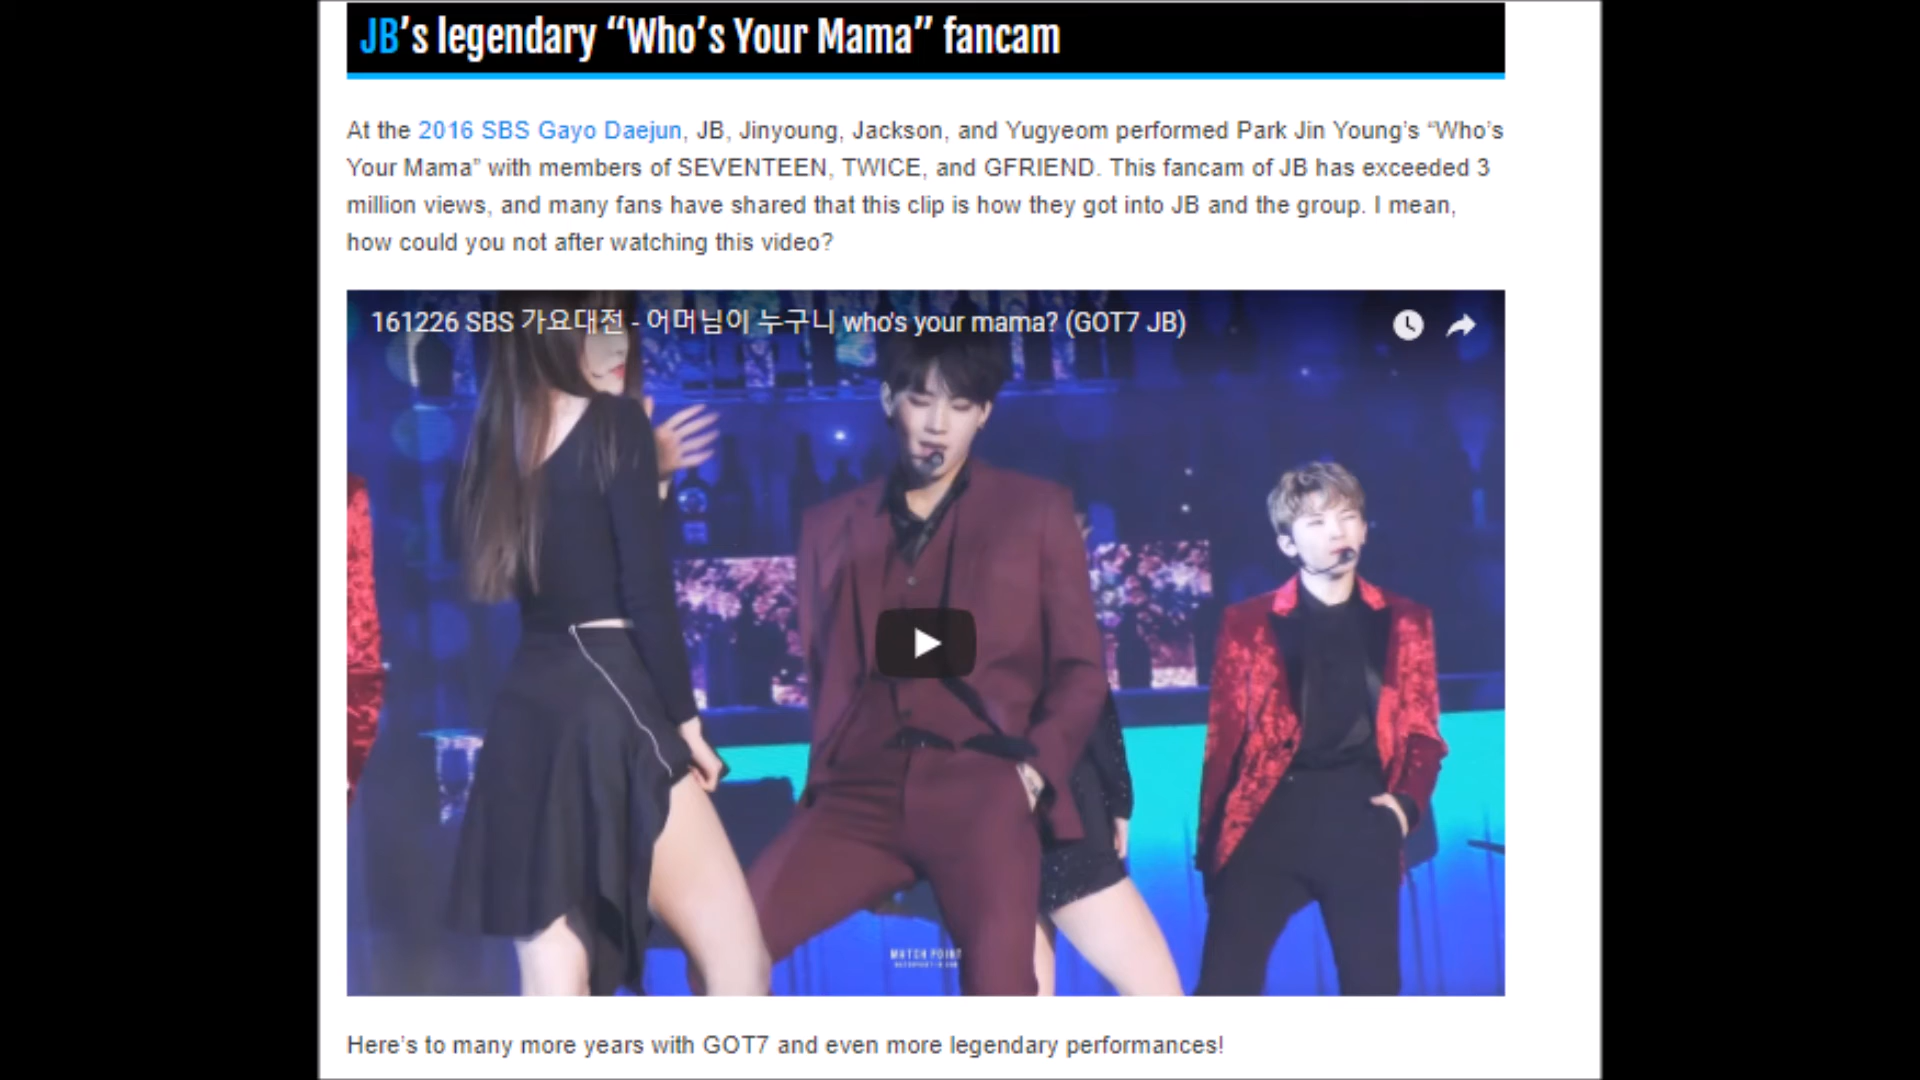 JB’s legendary “Who’s Your Mama” fancam
At the 2016 SBS Gayo Daejun, JB, Jinyoung, Jackson, and Yugyeom performed Park Jin Young’s “Who’s
Your Mama” with members of SEVENTEEN, TWICE, and GFRIEND. This fancam of JB has exceeded 3
million views, and many fans have shared that this clip is how they got into JB and the group. I mean,
how could you not after watching this video?
161226 SBS 가요대전 - 어머님이 누구니 who's your mama? (GOT7 JB)
MATCH POINT
Here’s to many more years with GOT7 and even more legendary performances!